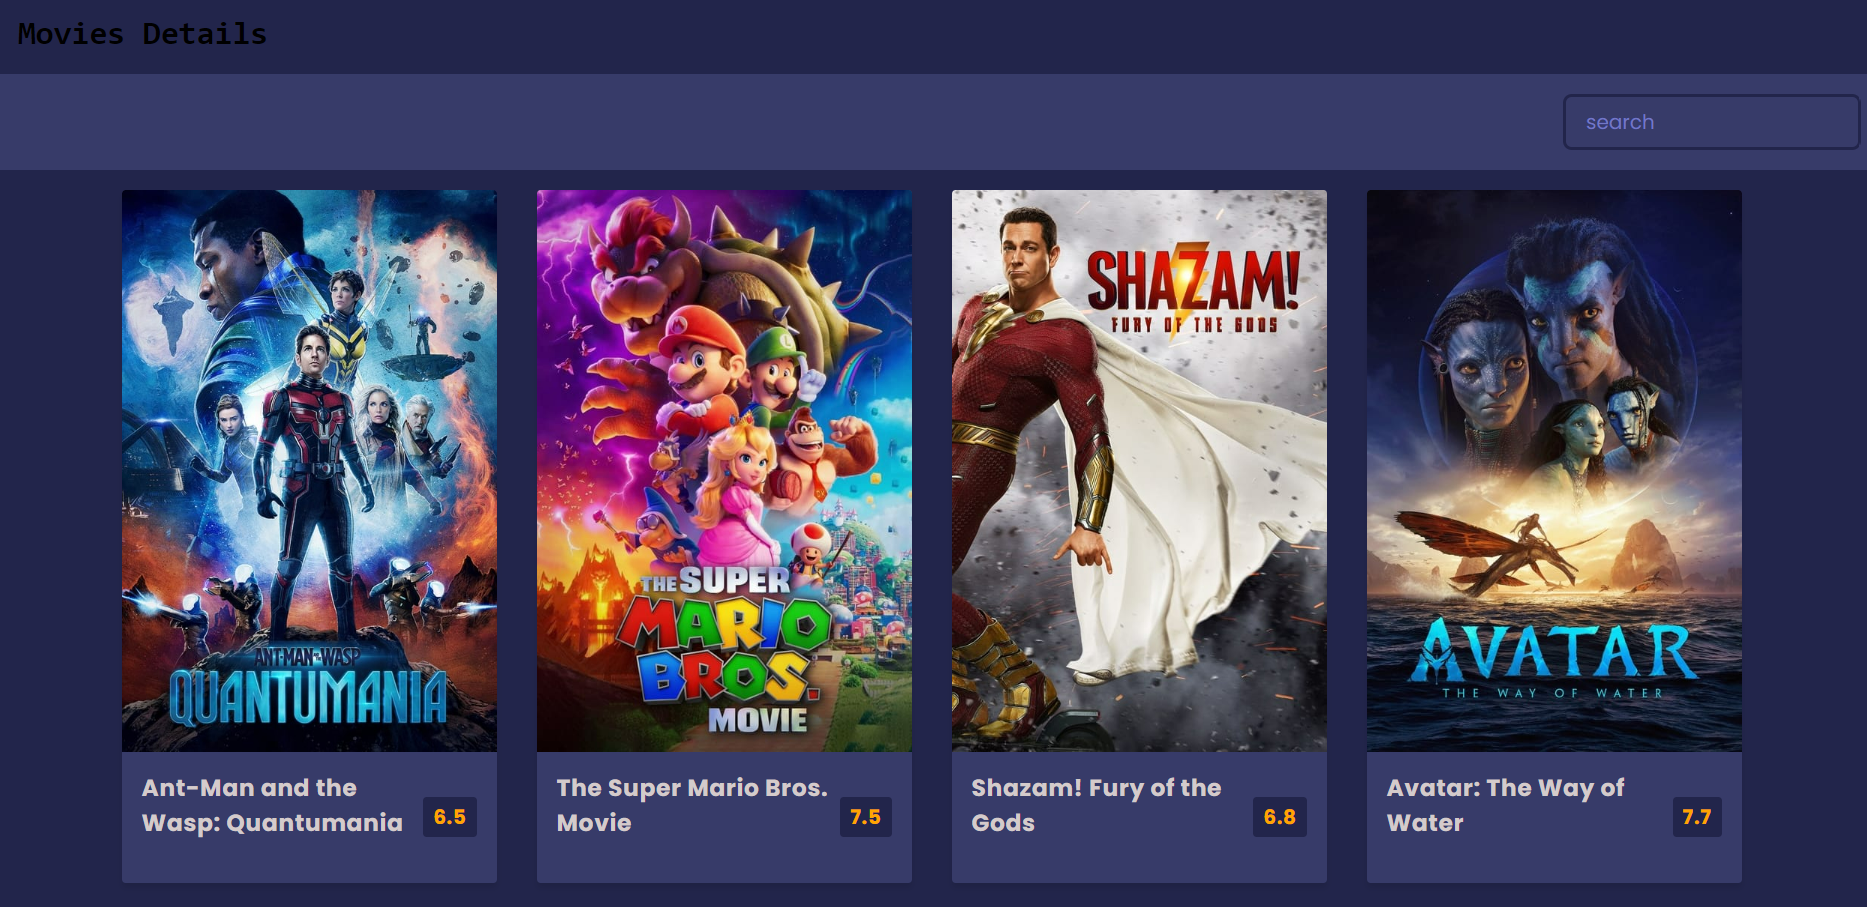 Movies Details
search
ANT-MAN AND THE WASP
QUANTUMANIA
THE SUPER
MARIO
BROS.
MOVIE
SHAZAM!
FURY OF THE GODS
AVATAR
THE WAY OF WATER
Ant-Man and the
Wasp: Quantumania
6.5
The Super Mario Bros.
Movie
7.5
Shazam! Fury of the
Gods
6.8
Avatar: The Way of
Water
7.7